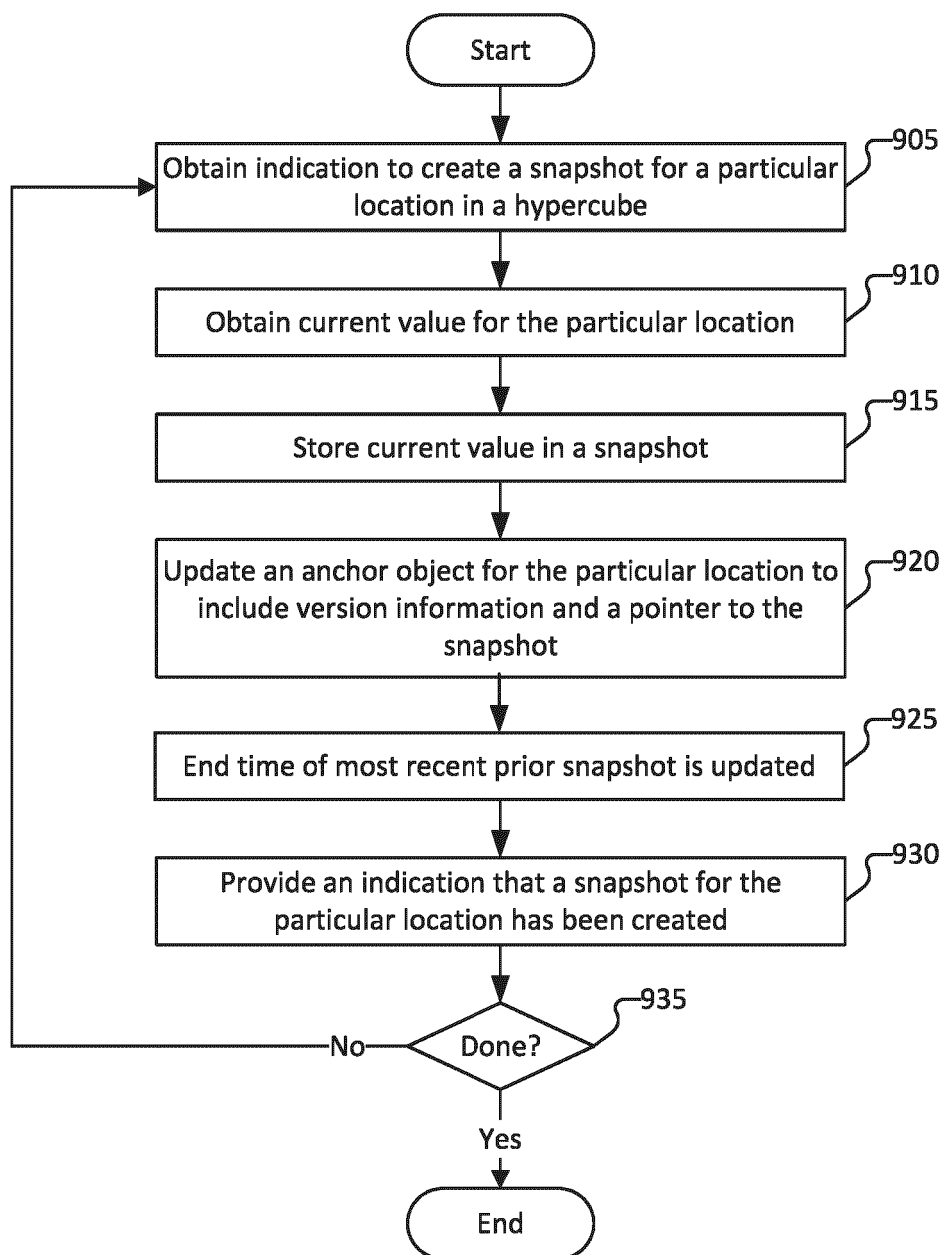 Start
905
Obtain indication to create a snapshot for a particular
location in a hypercube
910
Obtain current value for the particular location
915
Store current value in a snapshot
920
Update an anchor object for the particular location to
include version information and a pointer to the
snapshot
925
End time of most recent prior snapshot is updated
930
Provide an indication that a snapshot for the
particular location has been created
935
No
Done?
Yes
End